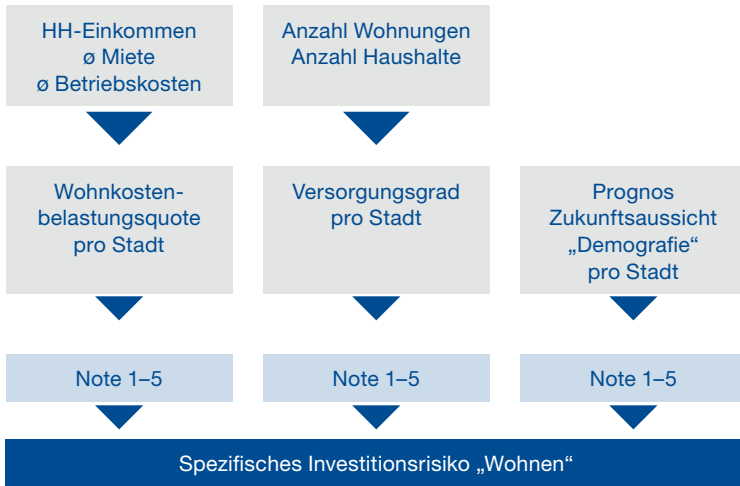 HH-Einkommen
ø Miete
ø Betriebskosten
Anzahl Wohnungen
Anzahl Haushalte
Wohnkosten-
belastungsquote
pro Stadt
Versorgungsgrad
pro Stadt
Prognos
Zukunftsaussicht
„Demografie“
pro Stadt
Note 1–5
Note 1–5
Note 1–5
Spezifisches Investitionsrisiko „Wohnen“